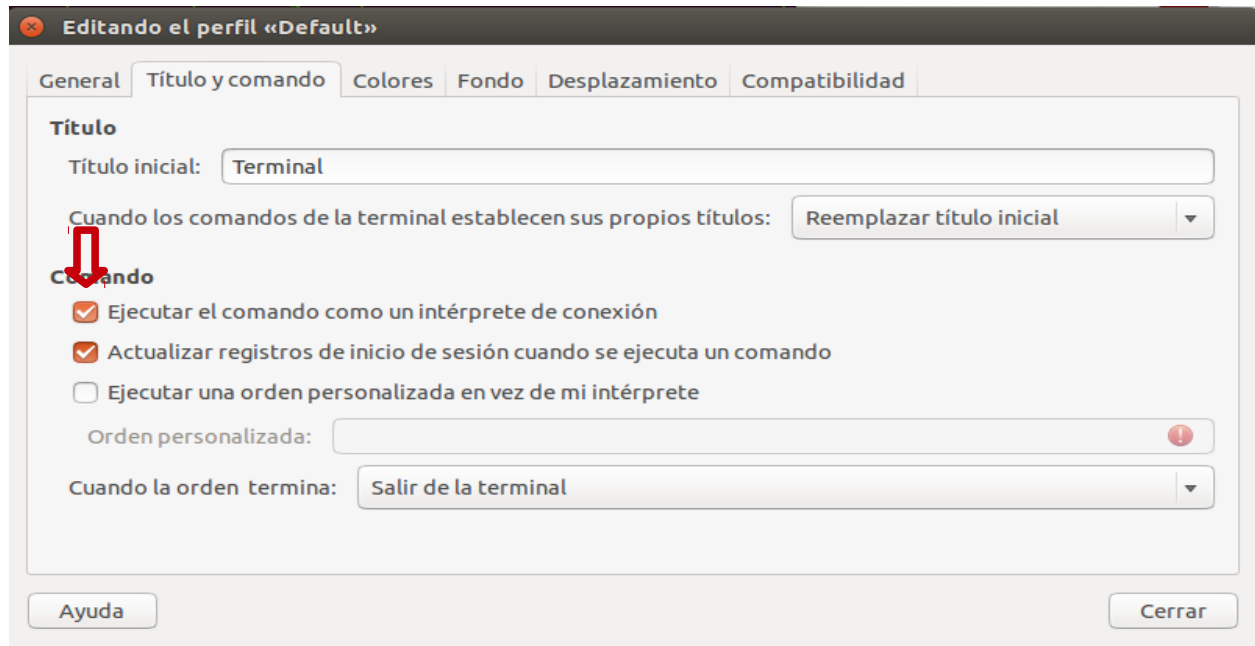 Editando el perfil «Default»
General Título y comando Colores Fondo Desplazamiento Compatibilidad
Título
Título inicial: Terminal
Cuando los comandos de la terminal establecen sus propios títulos: Reemplazar título inicial
Comando
Ejecutar el comando como un intérprete de conexión
Actualizar registros de inicio de sesión cuando se ejecuta un comando
Ejecutar una orden personalizada en vez de mi intérprete
Orden personalizada:
Cuando la orden termina: Salir de la terminal
Ayuda Cerrar